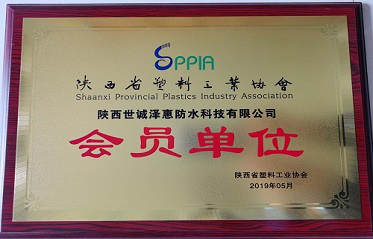 SPPIA
陕西省塑料工业协會
Shaanxi Provincial Plastics Industry Association
陕西世诚泽惠防水科技有限公司
会员单位
陕西省塑料工业协会
2019年05月